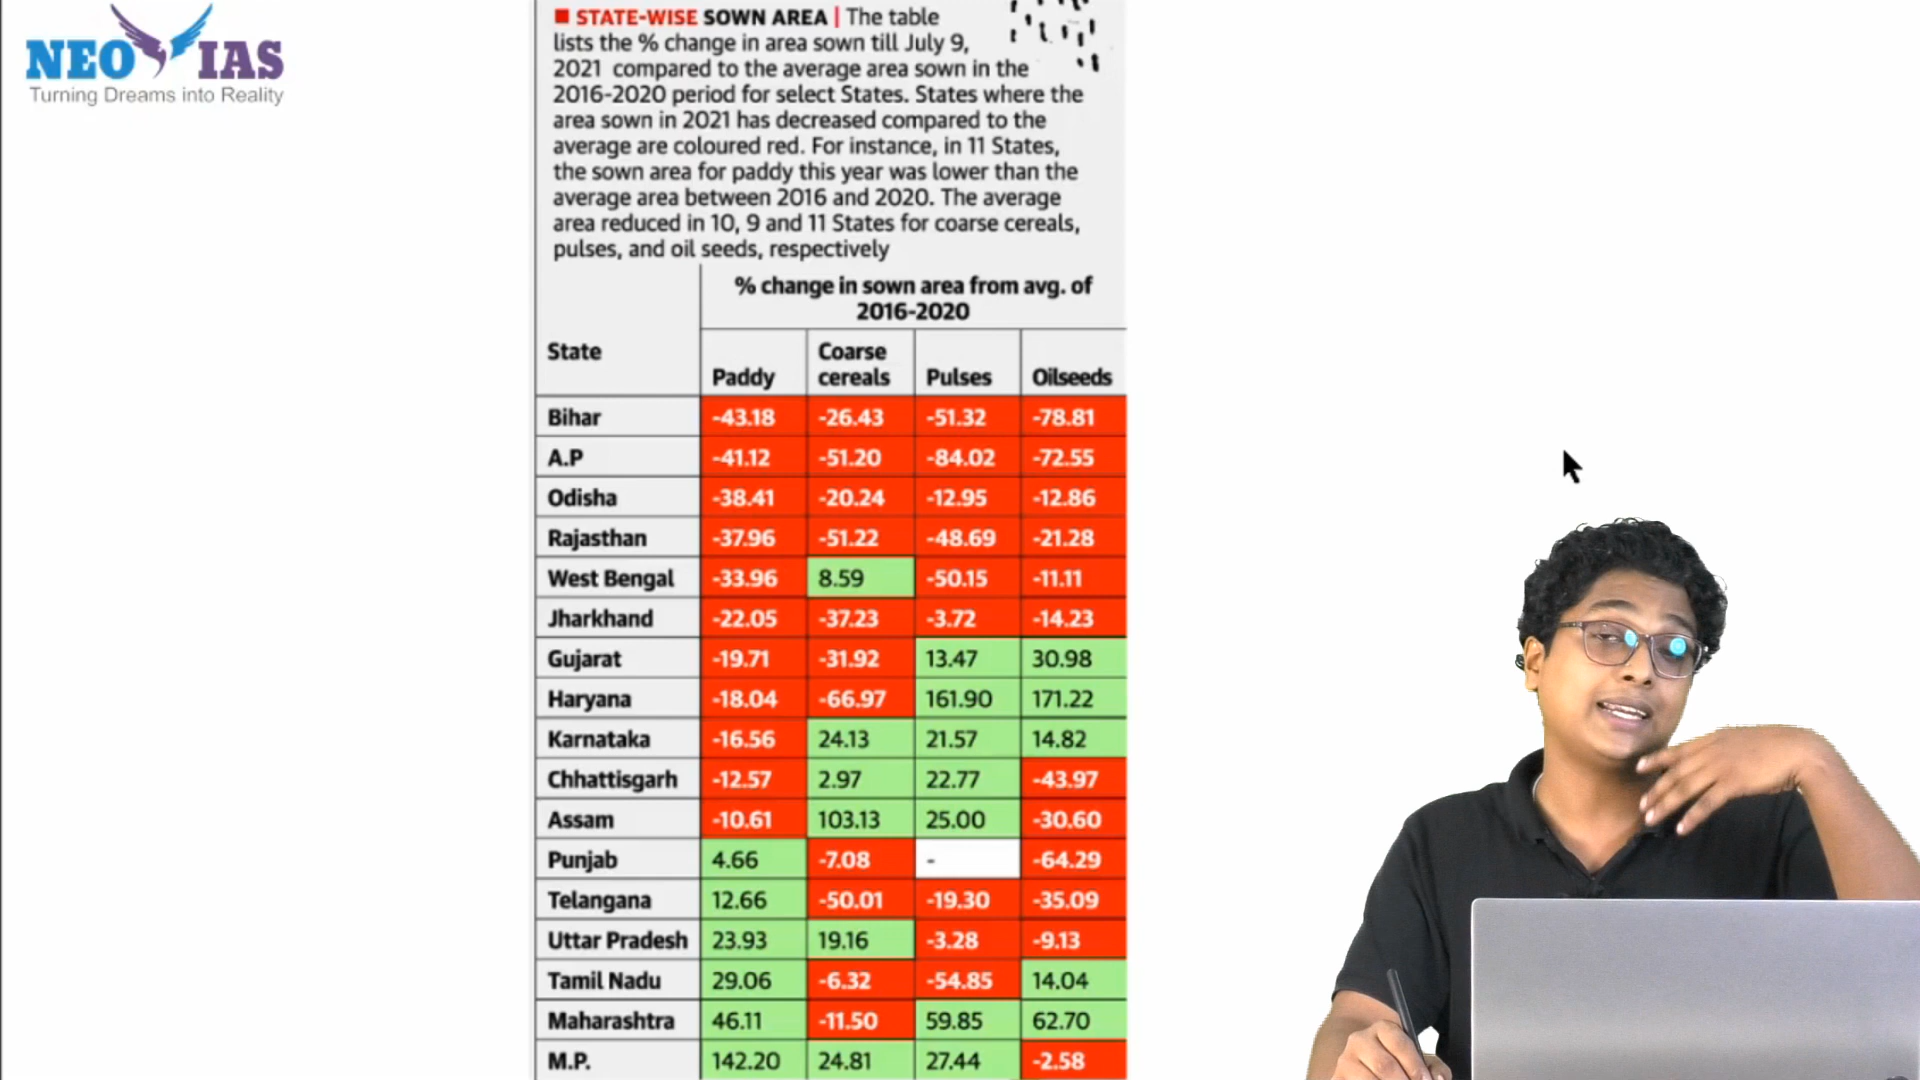 NEO IAS
Turning Dreams into Reality
STATE-WISE SOWN AREA | The table
lists the % change in area sown till July 9,
2021 compared to the average area sown in the
2016-2020 period for select States. States where the
area sown in 2021 has decreased compared to the
average are coloured red. For instance, in 11 States,
the sown area for paddy this year was lower than the
average area between 2016 and 2020. The average
area reduced in 10, 9 and 11 States for coarse cereals,
pulses, and oil seeds, respectively
% change in sown area from avg. of
2016-2020
State Paddy Coarse cereals Pulses Oilseeds
Bihar -43.18 -26.43 -51.32 -78.81
A.P -41.12 -51.20 -84.02 -72.55
Odisha -38.41 -20.24 -12.95 -12.86
Rajasthan -37.96 -51.22 -48.69 -21.28
West Bengal -33.96 8.59 -50.15 -11.11
Jharkhand -22.05 -37.23 -3.72 -14.23
Gujarat -19.71 -31.92 13.47 30.98
Haryana -18.04 -66.97 161.90 171.22
Karnataka -16.56 24.13 21.57 14.82
Chhattisgarh -12.57 2.97 22.77 -43.97
Assam -10.61 103.13 25.00 -30.60
Punjab 4.66 -7.08 - -64.29
Telangana 12.66 -50.01 -19.30 -35.09
Uttar Pradesh 23.93 19.16 -3.28 -9.13
Tamil Nadu 29.06 -6.32 -54.85 14.04
Maharashtra 46.11 -11.50 59.85 62.70
M.P. 142.20 24.81 27.44 -2.58